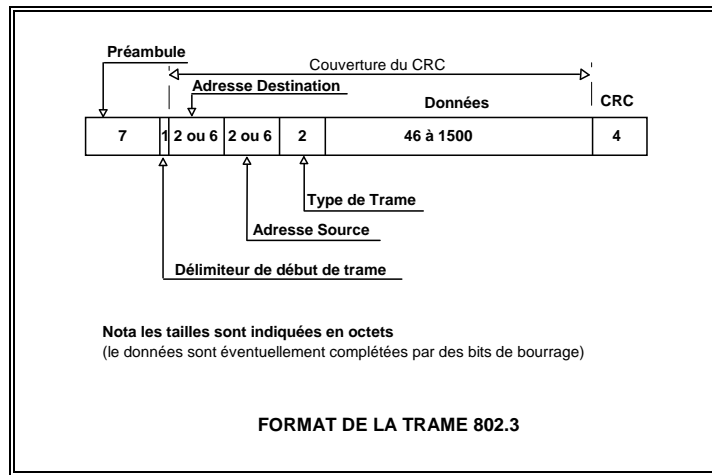 Préambule
Couverture du CRC
Adresse Destination
Données
CRC
7
1
2 ou 6
2 ou 6
2
46 à 1500
4
Type de Trame
Adresse Source
Délimiteur de début de trame
Nota les tailles sont indiquées en octets
(le données sont éventuellement complétées par des bits de bourrage)
FORMAT DE LA TRAME 802.3